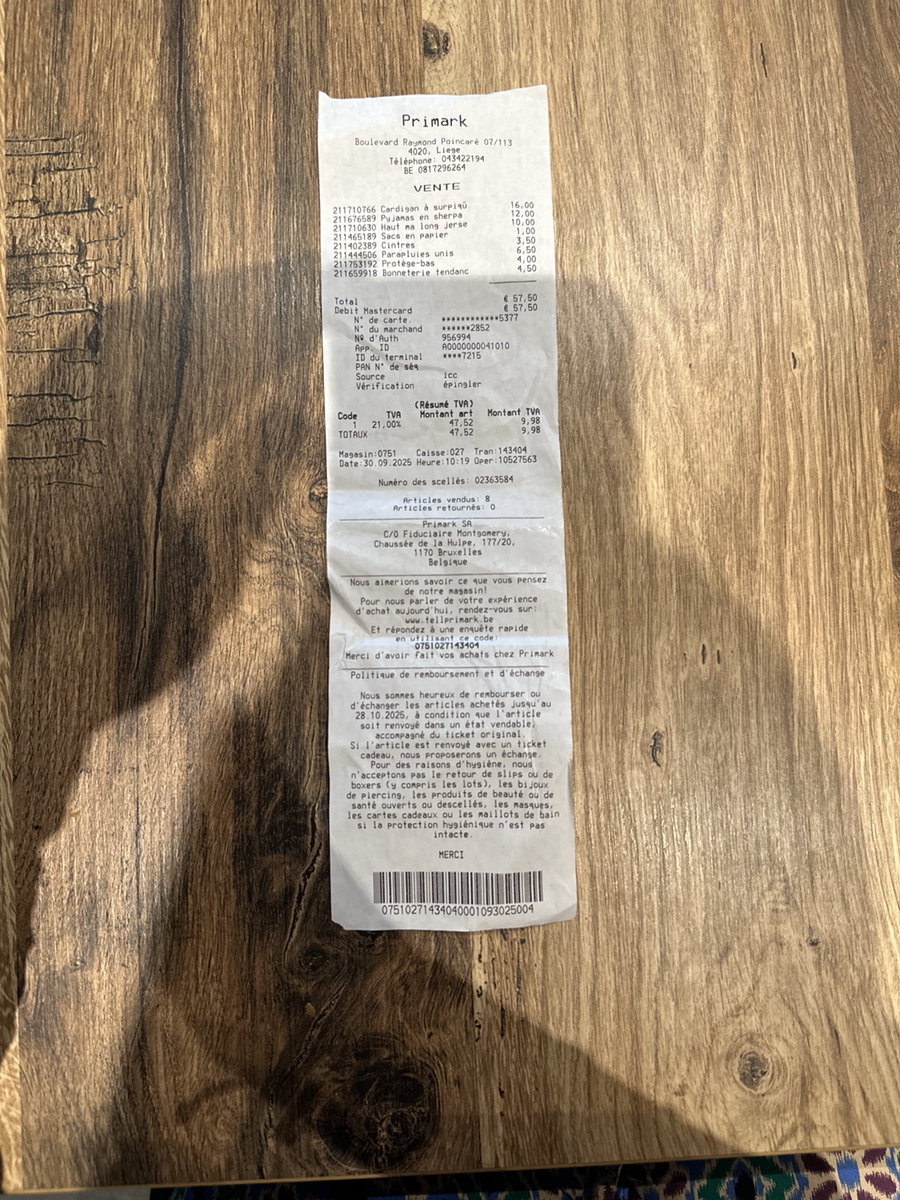 Primark
Boulevard Raymond Poincaré 07/113
4020, Liege
Téléphone: 043422194
BE 0817296264
VENTE
211710766 Cardigan à surpiqû 16,00
211676589 Pyjamas en sherpa 12,00
211710630 Haut ma long jerse 10,00
211465189 Sacs en papier 1,00
211402389 Cintres 3,50
211444506 Parapluies unis 6,50
211753192 Protège-bas 4,00
211659918 Bonneterie tendanc 4,50
Total € 57,50
Debit Mastercard € 57,50
N° de carte. ************5377
N° du marchand ******2852
Nº d'Auth 956994
App. ID A0000000041010
ID du terminal ****7215
PAN N° de séq
Source icc
Vérification épingler
(Résumé TVA)
Code TVA Montant art Montant TVA
1 21,00% 47,52 9,98
TOTAUX 47,52 9,98
Magasin:0751 Caisse:027 Tran:143404
Date:30.09.2025 Heure:10:19 Oper:10527563
Numéro des scellés: 02363584
Articles vendus: 8
Articles retournés: 0
Primark SA
C/O Fiduciaire Montgomery,
Chaussée de la Hulpe, 177/20,
1170 Bruxelles
Belgique
Nous aimerions savoir ce que vous pensez
de notre magasin!
Pour nous parler de votre expérience
d'achat aujourd'hui, rendez-vous sur:
www.tellprimark.be
Et répondez à une enquête rapide
en utilisant ce code:
0751027143404
Merci d'avoir fait vos achats chez Primark
Politique de remboursement et d'échange
Nous sommes heureux de rembourser ou
d'échanger les articles achetés jusqu'au
28.10.2025, à condition que l'article
soit renvoyé dans un état vendable,
accompagné du ticket original.
Si l'article est renvoyé avec un ticket
cadeau, nous proposerons un échange.
Pour des raisons d'hygiène, nous
n'acceptons pas le retour de slips ou de
boxers (y compris les lots), les bijoux
de piercing, les produits de beauté ou de
santé ouverts ou descellés, les masques,
les cartes cadeaux ou les maillots de bain
si la protection hygiénique n'est pas
intacte.
MERCI
07510271434040001093025004